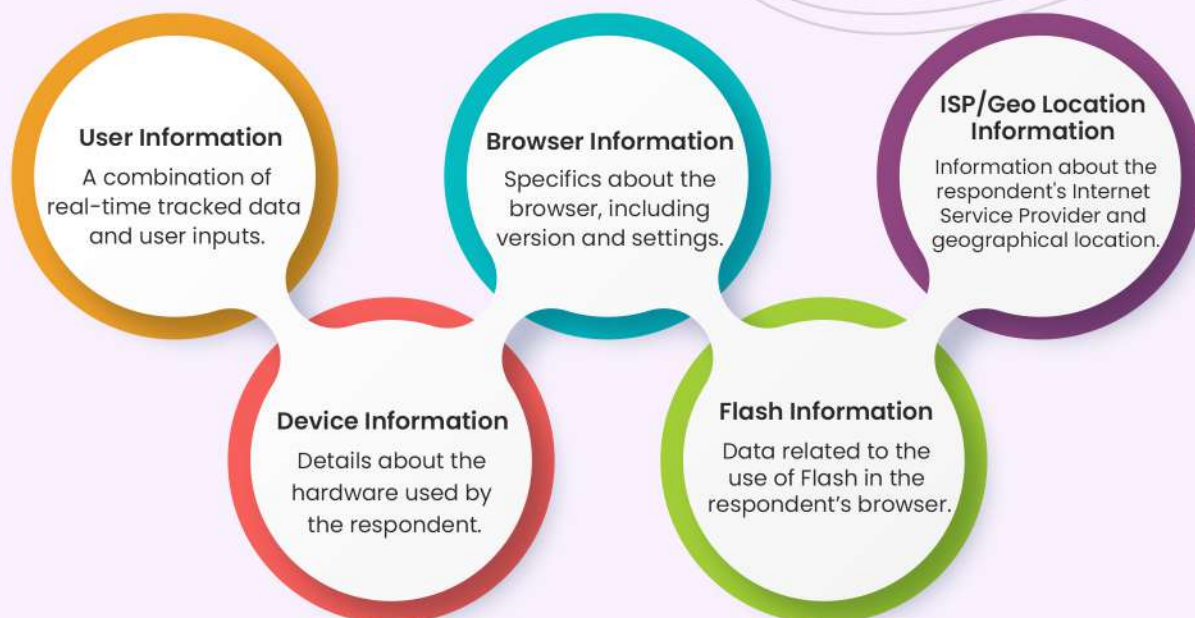 User Information
A combination of
real-time tracked data
and user inputs.
Device Information
Details about the
hardware used by
the respondent.
Browser Information
Specifics about the
browser, including
version and settings.
Flash Information
Data related to the
use of Flash in the
respondent’s browser.
ISP/Geo Location
Information
Information about the
respondent's Internet
Service Provider and
geographical location.